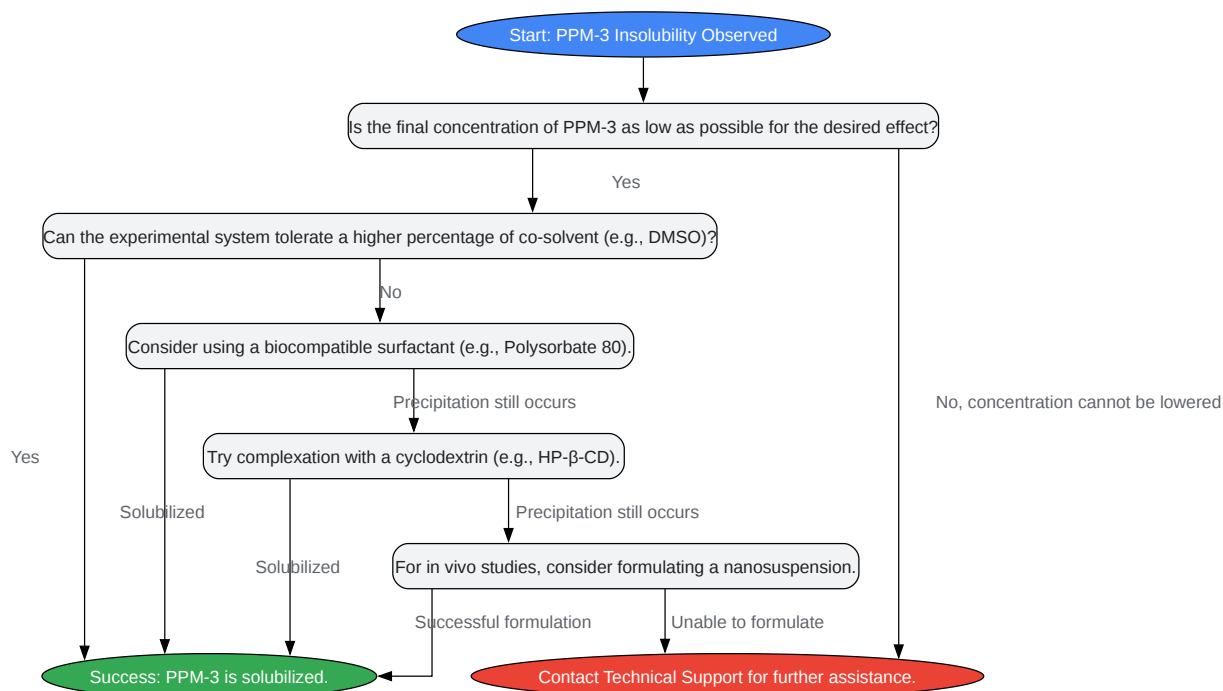 Start: PPM-3 Insolubility Observed
Is the final concentration of PPM-3 as low as possible for the desired effect?
Yes
Can the experimental system tolerate a higher percentage of co-solvent (e.g., DMSO)?
No
Consider using a biocompatible surfactant (e.g., Polysorbate 80).
Precipitation still occurs
No, concentration cannot be lowered
Yes
Try complexation with a cyclodextrin (e.g., HP-β-CD).
Solubilized
Precipitation still occurs
Solubilized
For in vivo studies, consider formulating a nanosuspension.
Successful formulation
Unable to formulate
Success: PPM-3 is solubilized.
Contact Technical Support for further assistance.